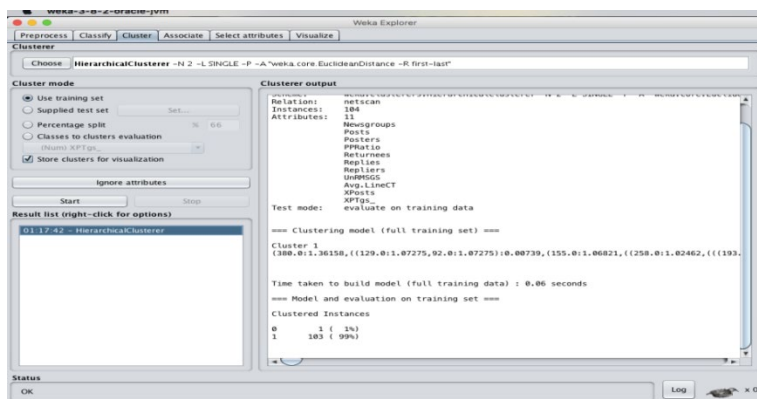 weka-3-8-2-oracle-jvm
Weka Explorer
Preprocess Classify Cluster Associate Select attributes Visualize
Clusterer
Choose HierarchicalClusterer -N 2 -L SINGLE -P -A "weka.core.EuclideanDistance -R first-last"
Cluster mode
Use training set
Supplied test set Set...
Percentage split % 66
Classes to clusters evaluation
(Num) XPTgs_
Store clusters for visualization
Ignore attributes
Start Stop
Result list (right-click for options)
01:17:42 - HierarchicalClusterer
Clusterer output
Relation: netscan
Instances: 104
Attributes: 11
Newsgroups
Posts
Posters
PPRatio
Returnees
Replies
Repliers
UnRMSGS
Avg.LineCT
XPosts
XPTgs_
Test mode: evaluate on training data
=== Clustering model (full training set) ===
Cluster 1
(380.0:1.36158,((129.0:1.07275,92.0:1.07275):0.00739,(155.0:1.06821,((258.0:1.02462,(((193.
Time taken to build model (full training data) : 0.06 seconds
=== Model and evaluation on training set ===
Clustered Instances
0 1 ( 1%)
1 103 ( 99%)
Status
OK
Log
x 0